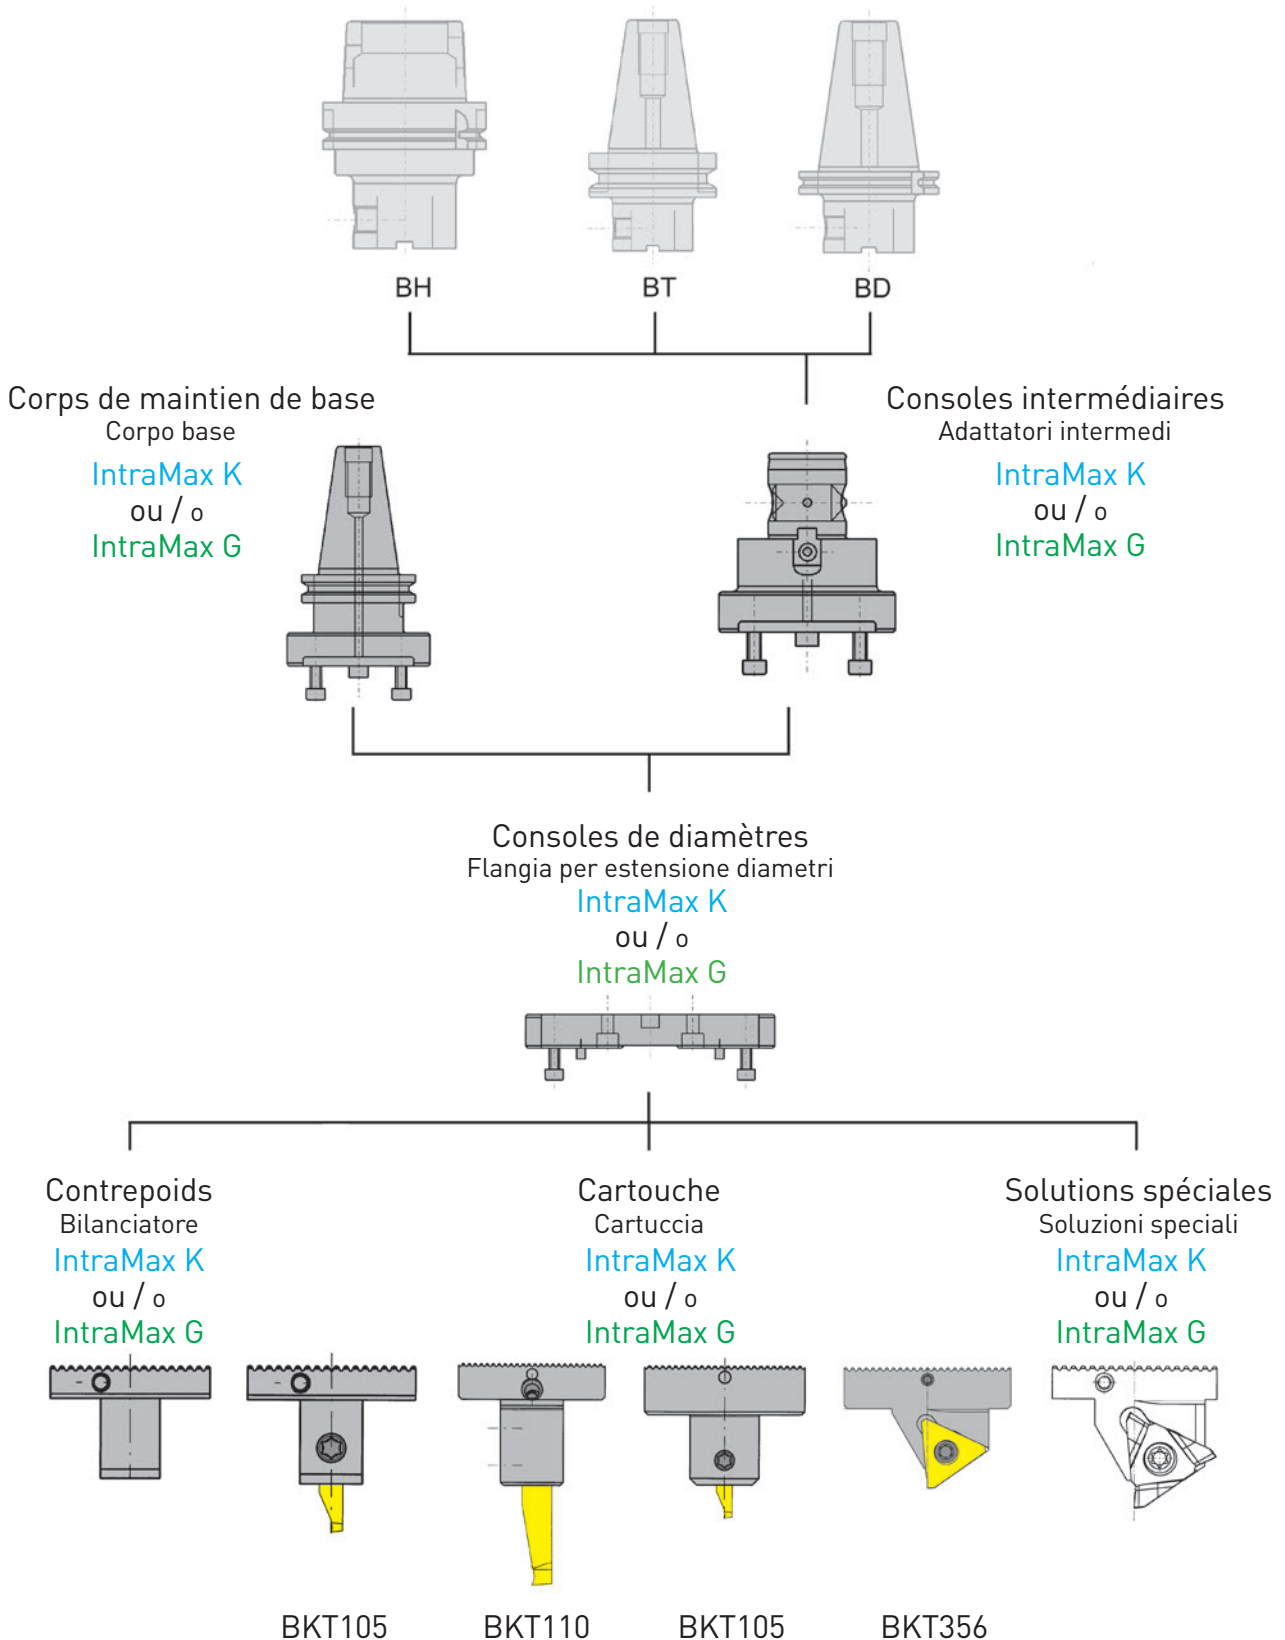 BH
BT
BD
Corps de maintien de base
Corpo base
IntraMax K
ou / o
IntraMax G
Consoles intermédiaires
Adattatori intermedi
IntraMax K
ou / o
IntraMax G
Consoles de diamètres
Flangia per estensione diametri
IntraMax K
ou / o
IntraMax G
Contrepoids
Bilanciatore
IntraMax K
ou / o
IntraMax G
Cartouche
Cartuccia
IntraMax K
ou / o
IntraMax G
Solutions spéciales
Soluzioni speciali
IntraMax K
ou / o
IntraMax G
BKT105
BKT110
BKT105
BKT356